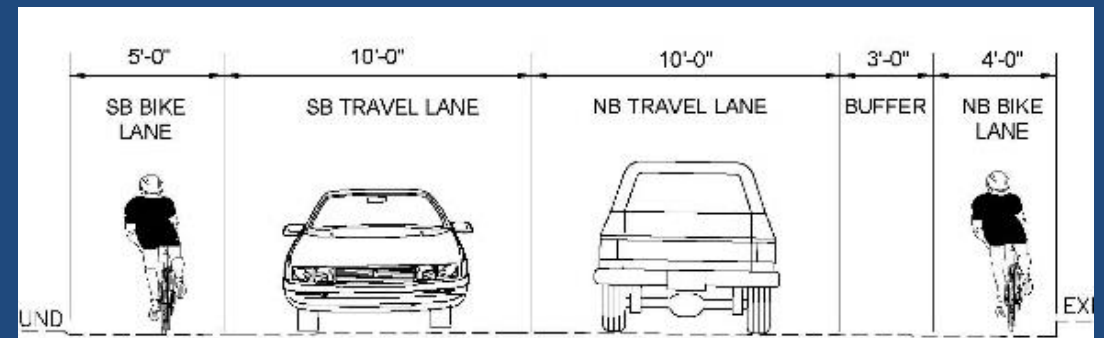 5'-0" 10'-0" 10'-0" 3'-0" 4'-0"
SB BIKE LANE
SB TRAVEL LANE
NB TRAVEL LANE
BUFFER
NB BIKE LANE
UND
EXI